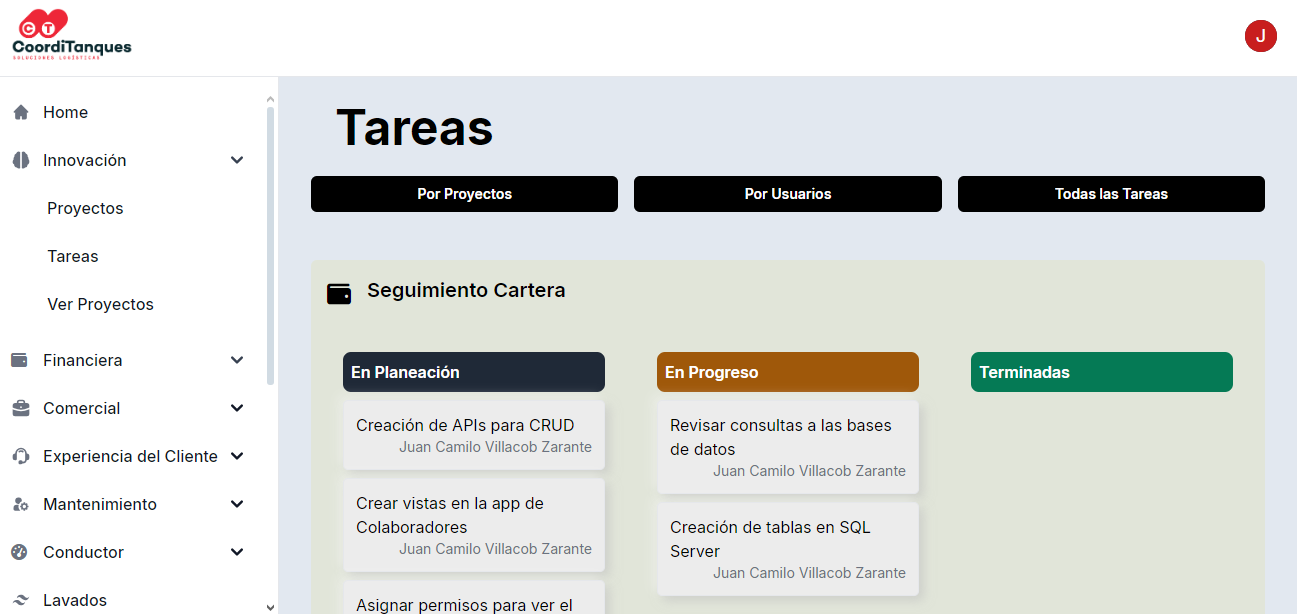 CT
CoordiTanques
SOLUCIONES LOGÍSTICAS
J
Home
Innovación
Proyectos
Tareas
Ver Proyectos
Financiera
Comercial
Experiencia del Cliente
Mantenimiento
Conductor
Lavados
Tareas
Por Proyectos
Por Usuarios
Todas las Tareas
Seguimiento Cartera
En Planeación
Creación de APIs para CRUD
Juan Camilo Villacob Zarante
Crear vistas en la app de
Colaboradores
Juan Camilo Villacob Zarante
Asignar permisos para ver el
En Progreso
Revisar consultas a las bases
de datos
Juan Camilo Villacob Zarante
Creación de tablas en SQL
Server
Juan Camilo Villacob Zarante
Terminadas